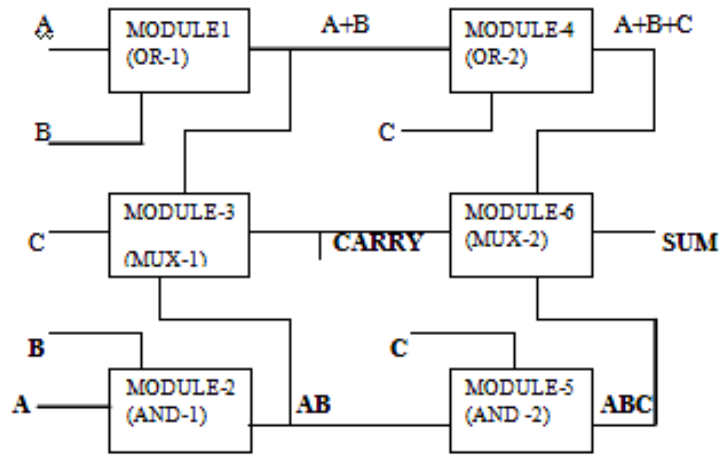 A
MODULE1
(OR-1)
A+B
MODULE-4
(OR-2)
A+B+C
B
C
C
MODULE-3
(MUX-1)
CARRY
MODULE-6
(MUX-2)
SUM
B
C
A
MODULE-2
(AND-1)
AB
MODULE-5
(AND -2)
ABC